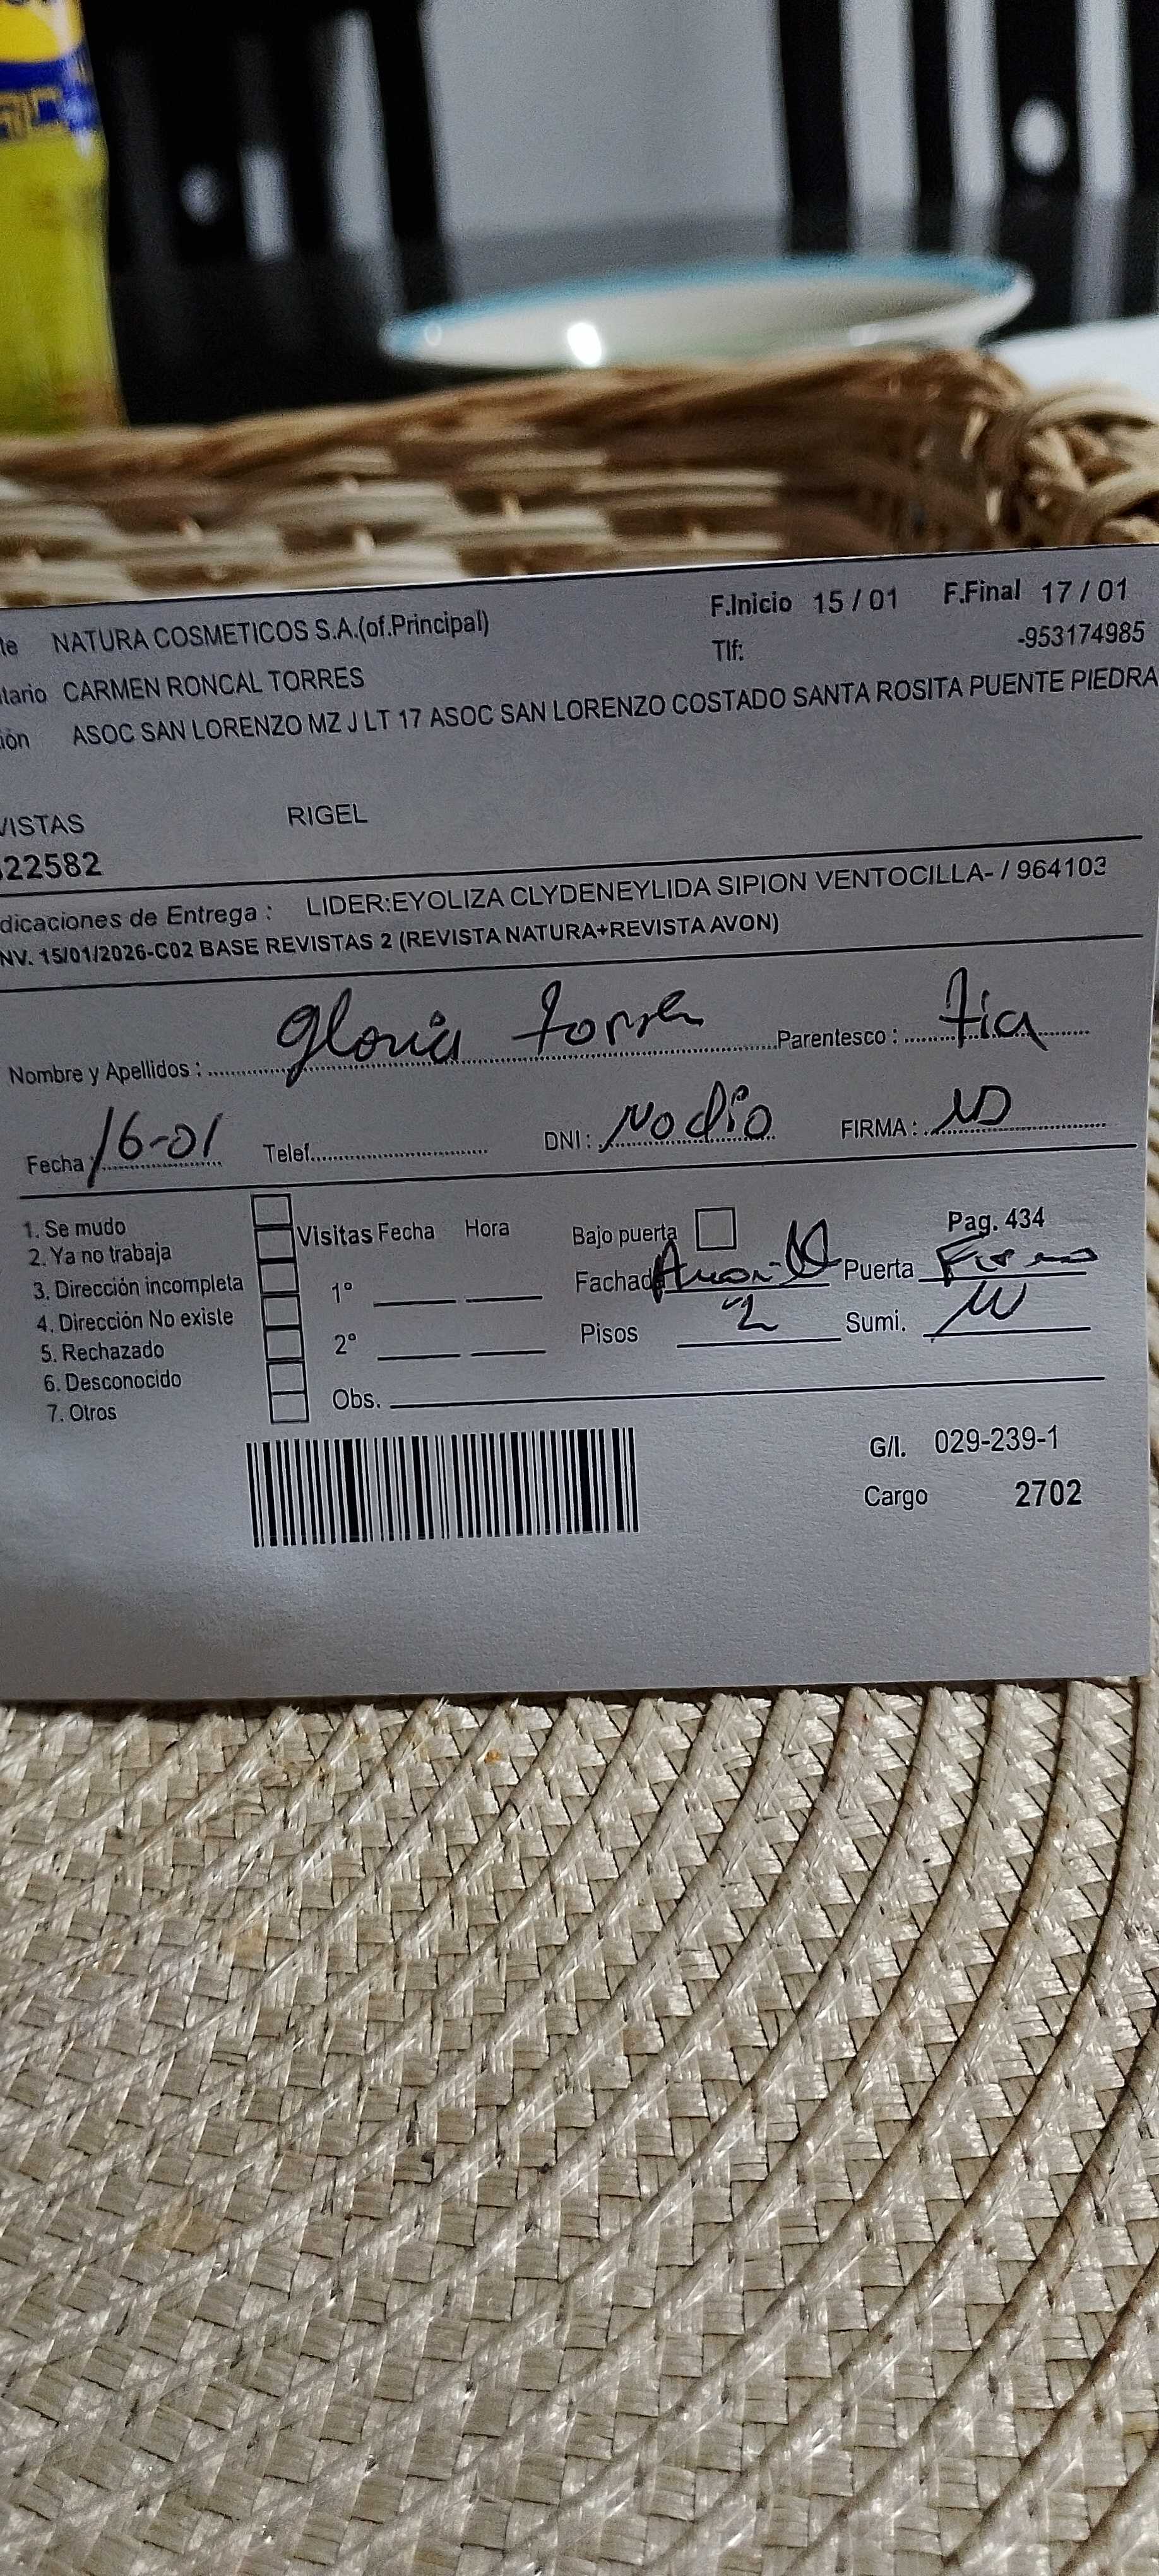 le NATURA COSMETICOS S.A.(of.Principal) F.Inicio 15 / 01 F.Final 17 / 01
Tlf: -953174985
tario CARMEN RONCAL TORRES
ión ASOC SAN LORENZO MZ J LT 17 ASOC SAN LORENZO COSTADO SANTA ROSITA PUENTE PIEDRA
VISTAS RIGEL
22582
dicaciones de Entrega : LIDER:EYOLIZA CLYDENEYLIDA SIPION VENTOCILLA- / 964103
NV. 15/01/2026-C02 BASE REVISTAS 2 (REVISTA NATURA+REVISTA AVON)
Nombre y Apellidos : Gloria Torres Parentesco : tia
Fecha 16-01 Telef. DNI : No dio FIRMA :
1. Se mudo
2. Ya no trabaja
3. Dirección incompleta
4. Dirección No existe
5. Rechazado
6. Desconocido
7. Otros
Visitas Fecha Hora
1°
2°
Obs.
Bajo puerta Pag. 434
Fachada Puerta Fierro
Pisos 2 Sumi.
G/I. 029-239-1
Cargo 2702